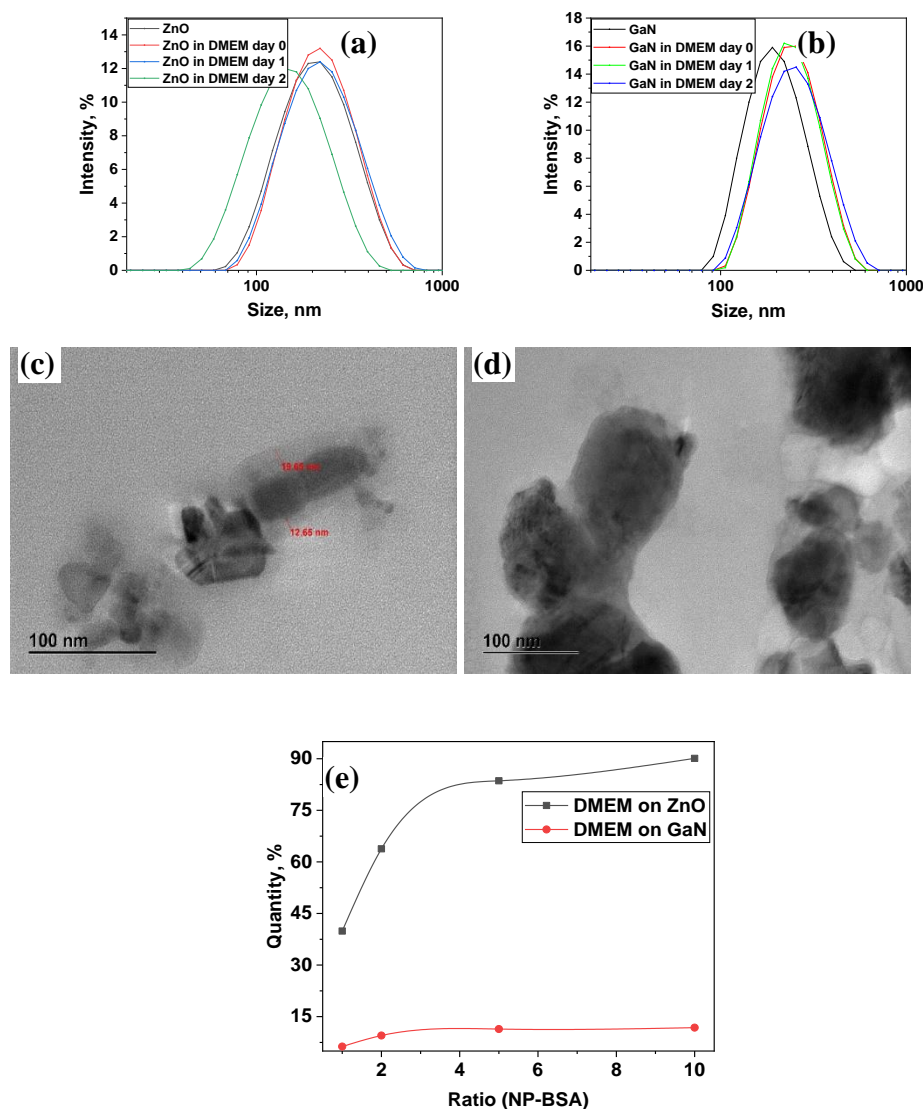 ZnO
ZnO in DMEM day 0
ZnO in DMEM day 1
ZnO in DMEM day 2
(a)
14
12
10
8
6
4
2
0
Intensity, %
100
1000
Size, nm
GaN
GaN in DMEM day 0
GaN in DMEM day 1
GaN in DMEM day 2
(b)
18
16
14
12
10
8
6
4
2
0
Intensity, %
100
1000
Size, nm
(c)
12.65 nm
100 nm
(d)
100 nm
(e)
DMEM on ZnO
DMEM on GaN
90
75
60
45
30
15
Quantity, %
2
4
6
8
10
Ratio (NP-BSA)